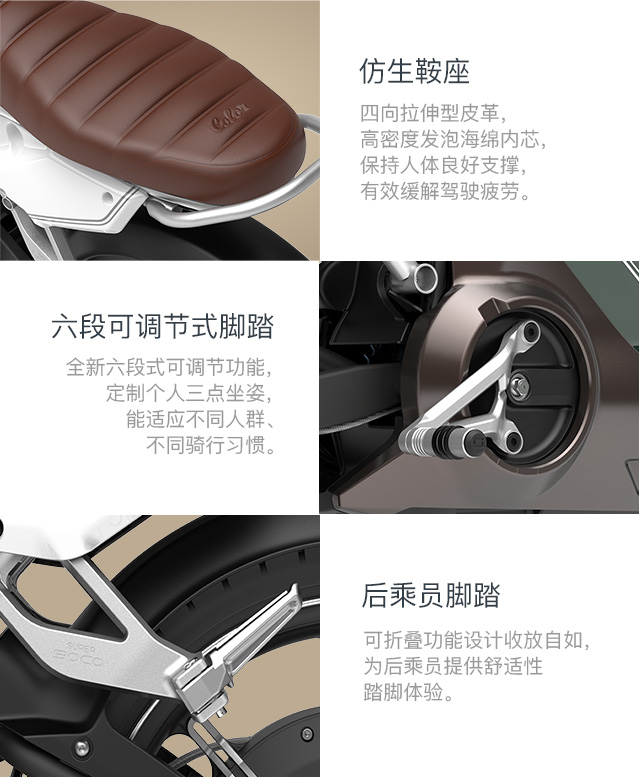 Color
仿生鞍座
四向拉伸型皮革,
高密度发泡海绵内芯,
保持人体良好支撑,
有效缓解驾驶疲劳。
六段可调节式脚踏
全新六段式可调节功能,
定制个人三点坐姿,
能适应不同人群、
不同骑行习惯。
SUPER
SOCO
后乘员脚踏
可折叠功能设计收放自如,
为后乘员提供舒适性
踏脚体验。